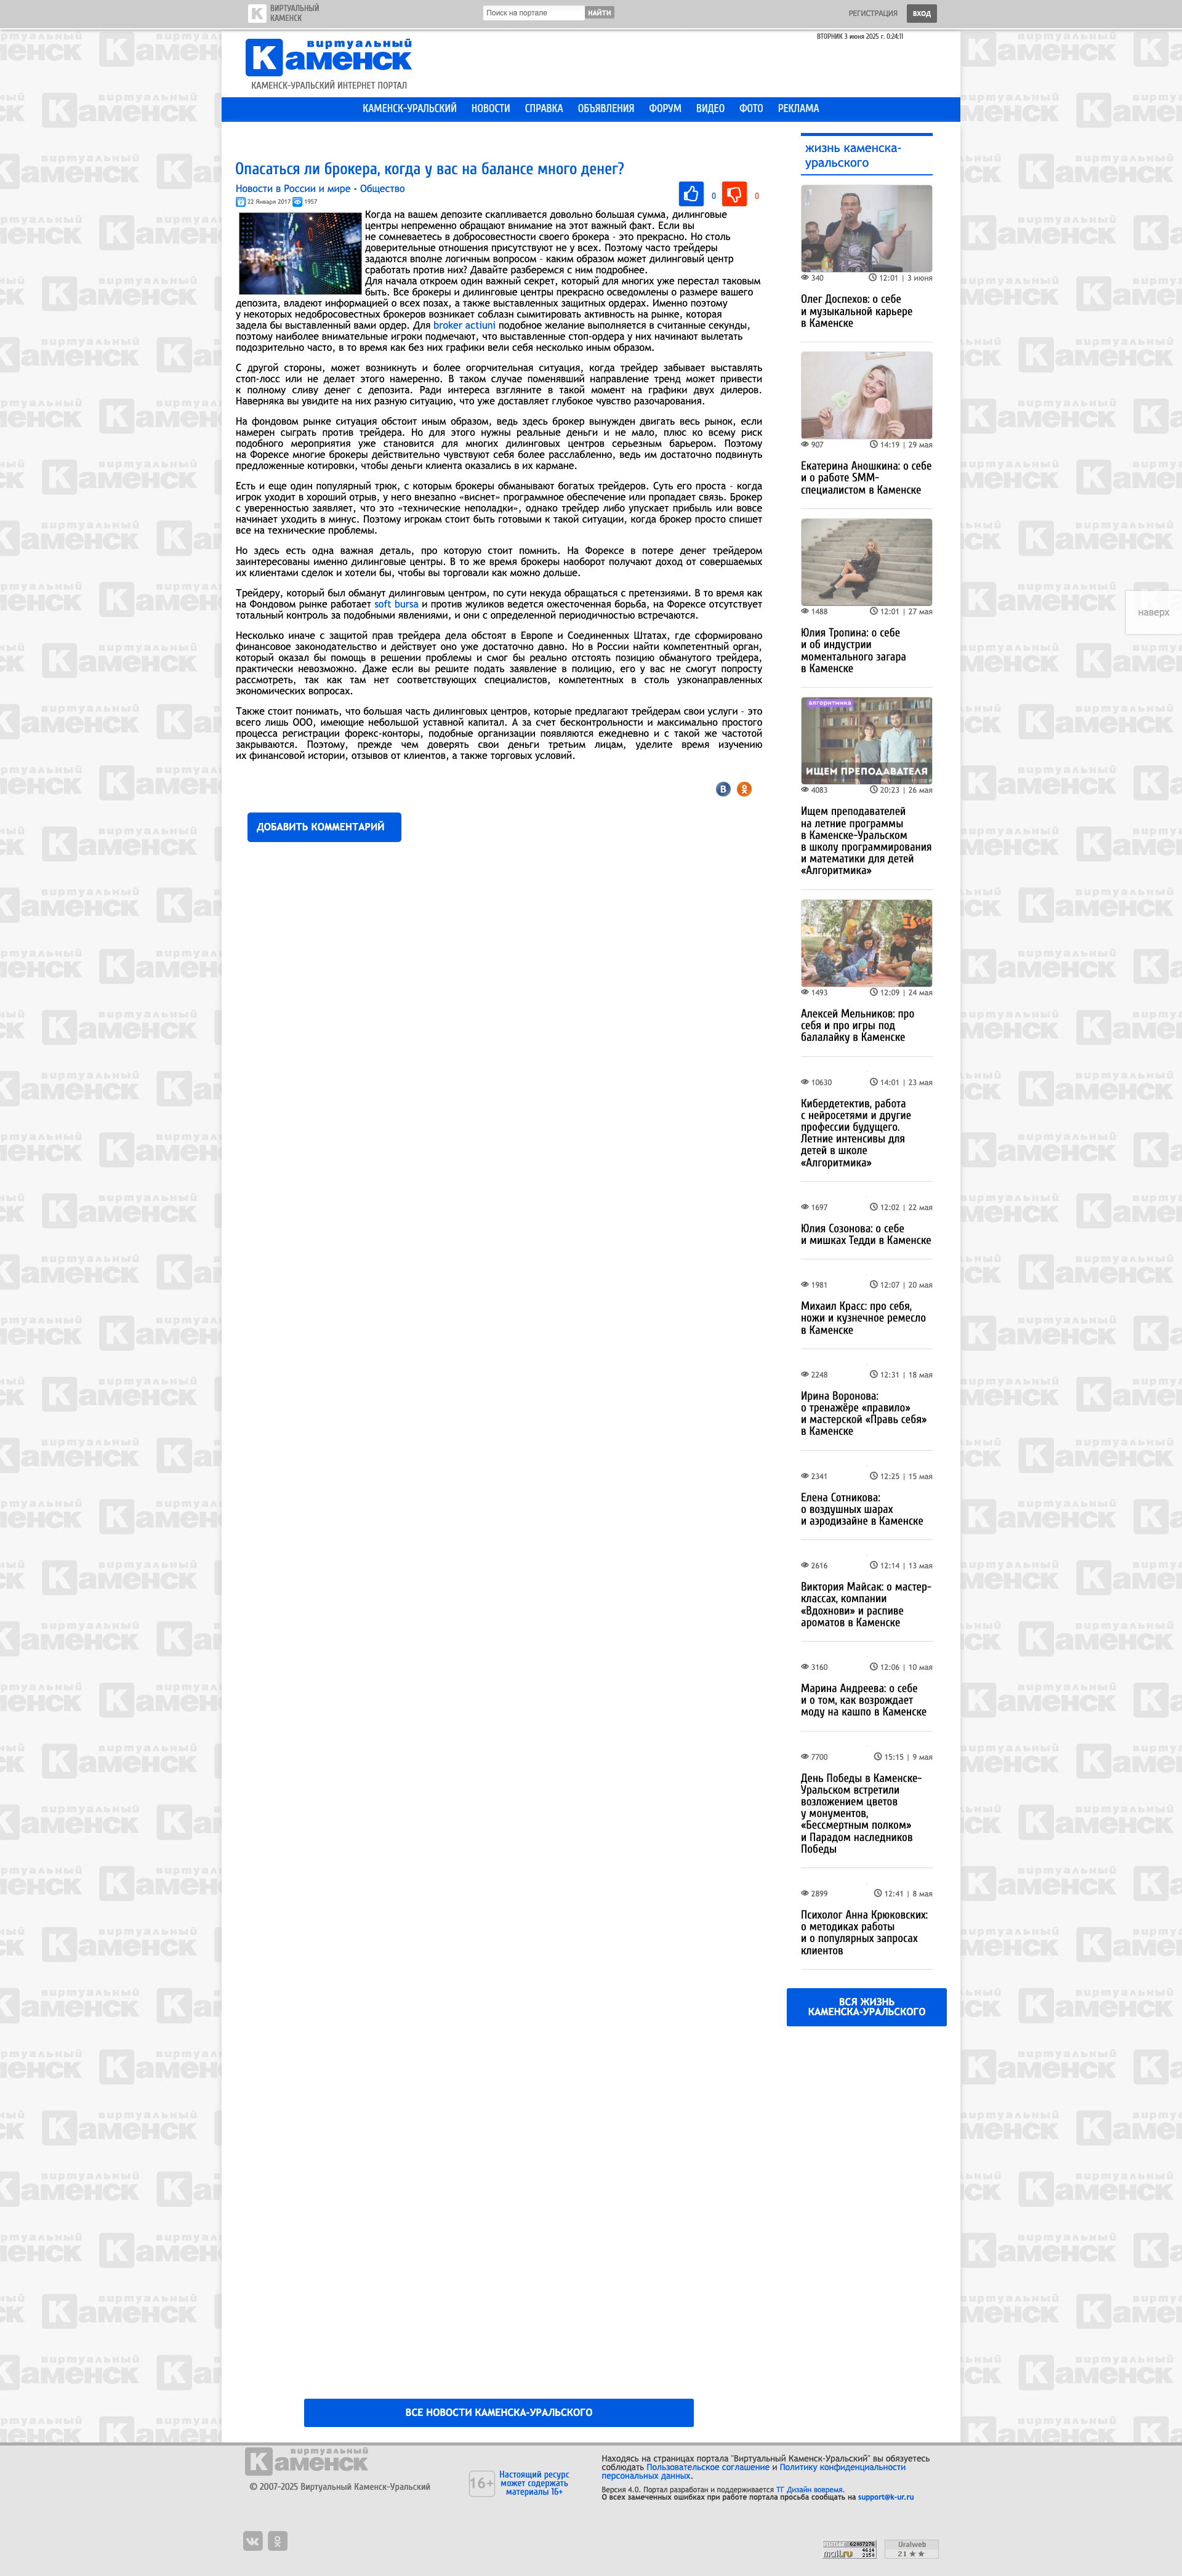 ВИРТУАЛЬНЫЙ
КАМЕНСК
Поиск на портале
НАЙТИ
РЕГИСТРАЦИЯ
ВХОД
ВТОРНИК 3 июня 2025 г. 0:24:11
виртуальный
Каменск
КАМЕНСК-УРАЛЬСКИЙ ИНТЕРНЕТ ПОРТАЛ
КАМЕНСК-УРАЛЬСКИЙ НОВОСТИ СПРАВКА ОБЪЯВЛЕНИЯ ФОРУМ ВИДЕО ФОТО РЕКЛАМА
Опасаться ли брокера, когда у вас на балансе много денег?
Новости в России и мире - Общество
22 Января 2017 1957
0
0
Когда на вашем депозите скапливается довольно большая сумма, дилинговые
центры непременно обращают внимание на этот важный факт. Если вы
не сомневаетесь в добросовестности своего брокера - это прекрасно. Но столь
доверительные отношения присутствуют не у всех. Поэтому часто трейдеры
задаются вполне логичным вопросом – каким образом может дилинговый центр
сработать против них? Давайте разберемся с ним подробнее.
Для начала откроем один важный секрет, который для многих уже перестал таковым
быть. Все брокеры и дилинговые центры прекрасно осведомлены о размере вашего
депозита, владеют информацией о всех позах, а также выставленных защитных ордерах. Именно поэтому
у некоторых недобросовестных брокеров возникает соблазн сымитировать активность на рынке, которая
задела бы выставленный вами ордер. Для broker actiuni подобное желание выполняется в считанные секунды,
поэтому наиболее внимательные игроки подмечают, что выставленные стоп-ордера у них начинают вылетать
подозрительно часто, в то время как без них графики вели себя несколько иным образом.
С другой стороны, может возникнуть и более огорчительная ситуация, когда трейдер забывает выставлять
стоп-лосс или не делает этого намеренно. В таком случае поменявший направление тренд может привести
к полному сливу денег с депозита. Ради интереса взгляните в такой момент на графики двух дилеров.
Наверняка вы увидите на них разную ситуацию, что уже доставляет глубокое чувство разочарования.
На фондовом рынке ситуация обстоит иным образом, ведь здесь брокер вынужден двигать весь рынок, если
намерен сыграть против трейдера. Но для этого нужны реальные деньги и не мало, плюс ко всему риск
подобного мероприятия уже становится для многих дилинговых центров серьезным барьером. Поэтому
на Форексе многие брокеры действительно чувствуют себя более расслабленно, ведь им достаточно подвинуть
предложенные котировки, чтобы деньги клиента оказались в их кармане.
Есть и еще один популярный трюк, с которым брокеры обманывают богатых трейдеров. Суть его проста – когда
игрок уходит в хороший отрыв, у него внезапно «виснет» программное обеспечение или пропадает связь. Брокер
с уверенностью заявляет, что это «технические неполадки», однако трейдер либо упускает прибыль или вовсе
начинает уходить в минус. Поэтому игрокам стоит быть готовыми к такой ситуации, когда брокер просто спишет
все на технические проблемы.
Но здесь есть одна важная деталь, про которую стоит помнить. На Форексе в потере денег трейдером
заинтересованы именно дилинговые центры. В то же время брокеры наоборот получают доход от совершаемых
их клиентами сделок и хотели бы, чтобы вы торговали как можно дольше.
Трейдеру, который был обманут дилинговым центром, по сути некуда обращаться с претензиями. В то время как
на Фондовом рынке работает soft bursa и против жуликов ведется ожесточенная борьба, на Форексе отсутствует
тотальный контроль за подобными явлениями, и они с определенной периодичностью встречаются.
Несколько иначе с защитой прав трейдера дела обстоят в Европе и Соединенных Штатах, где сформировано
финансовое законодательство и действует оно уже достаточно давно. Но в России найти компетентный орган,
который оказал бы помощь в решении проблемы и смог бы реально отстоять позицию обманутого трейдера,
практически невозможно. Даже если вы решите подать заявление в полицию, его у вас не смогут попросту
рассмотреть, так как там нет соответствующих специалистов, компетентных в столь узконаправленных
экономических вопросах.
Также стоит понимать, что большая часть дилинговых центров, которые предлагают трейдерам свои услуги – это
всего лишь ООО, имеющие небольшой уставной капитал. А за счет бесконтрольности и максимально простого
процесса регистрации форекс-конторы, подобные организации появляются ежедневно и с такой же частотой
закрываются. Поэтому, прежде чем доверять свои деньги третьим лицам, уделите время изучению
их финансовой истории, отзывов от клиентов, а также торговых условий.
ДОБАВИТЬ КОММЕНТАРИЙ
жизнь каменска-
уральского
340 12:01 | 3 июня
Олег Доспехов: о себе
и музыкальной карьере
в Каменске
907 14:19 | 29 мая
Екатерина Аношкина: о себе
и о работе SMM-
специалистом в Каменске
1488 12:01 | 27 мая
Юлия Тропина: о себе
и об индустрии
моментального загара
в Каменске
алгоритмика
ИЩЕМ ПРЕПОДАВАТЕЛЯ
4083 20:23 | 26 мая
Ищем преподавателей
на летние программы
в Каменске-Уральском
в школу программирования
и математики для детей
«Алгоритмика»
1493 12:09 | 24 мая
Алексей Мельников: про
себя и про игры под
балалайку в Каменске
10630 14:01 | 23 мая
Кибердетектив, работа
с нейросетями и другие
профессии будущего.
Летние интенсивы для
детей в школе
«Алгоритмика»
1697 12:02 | 22 мая
Юлия Созонова: о себе
и мишках Тедди в Каменске
1981 12:07 | 20 мая
Михаил Красс: про себя,
ножи и кузнечное ремесло
в Каменске
2248 12:31 | 18 мая
Ирина Воронова:
о тренажёре «правило»
и мастерской «Правь себя»
в Каменске
2341 12:25 | 15 мая
Елена Сотникова:
о воздушных шарах
и аэродизайне в Каменске
2616 12:14 | 13 мая
Виктория Майсак: о мастер-
классах, компании
«Вдохнови» и распиве
ароматов в Каменске
3160 12:06 | 10 мая
Марина Андреева: о себе
и о том, как возрождает
моду на кашпо в Каменске
7700 15:15 | 9 мая
День Победы в Каменске-
Уральском встретили
возложением цветов
у монументов,
«Бессмертным полком»
и Парадом наследников
Победы
2899 12:41 | 8 мая
Психолог Анна Крюковских:
о методиках работы
и о популярных запросах
клиентов
ВСЯ ЖИЗНЬ
КАМЕНСКА-УРАЛЬСКОГО
наверх
ВСЕ НОВОСТИ КАМЕНСКА-УРАЛЬСКОГО
виртуальный
Каменск
© 2007-2025 Виртуальный Каменск-Уральский
16+
Настоящий ресурс
может содержать
материалы 16+
Находясь на страницах портала "Виртуальный Каменск-Уральский" вы обязуетесь
соблюдать Пользовательское соглашение и Политику конфиденциальности
персональных данных.
Версия 4.0. Портал разработан и поддерживается ТГ Дизайн вовремя.
О всех замеченных ошибках при работе портала просьба сообщать на support@k-ur.ru
РЕЙТИНГ 62887276
mail.ru 4614
2158
Uralweb
21